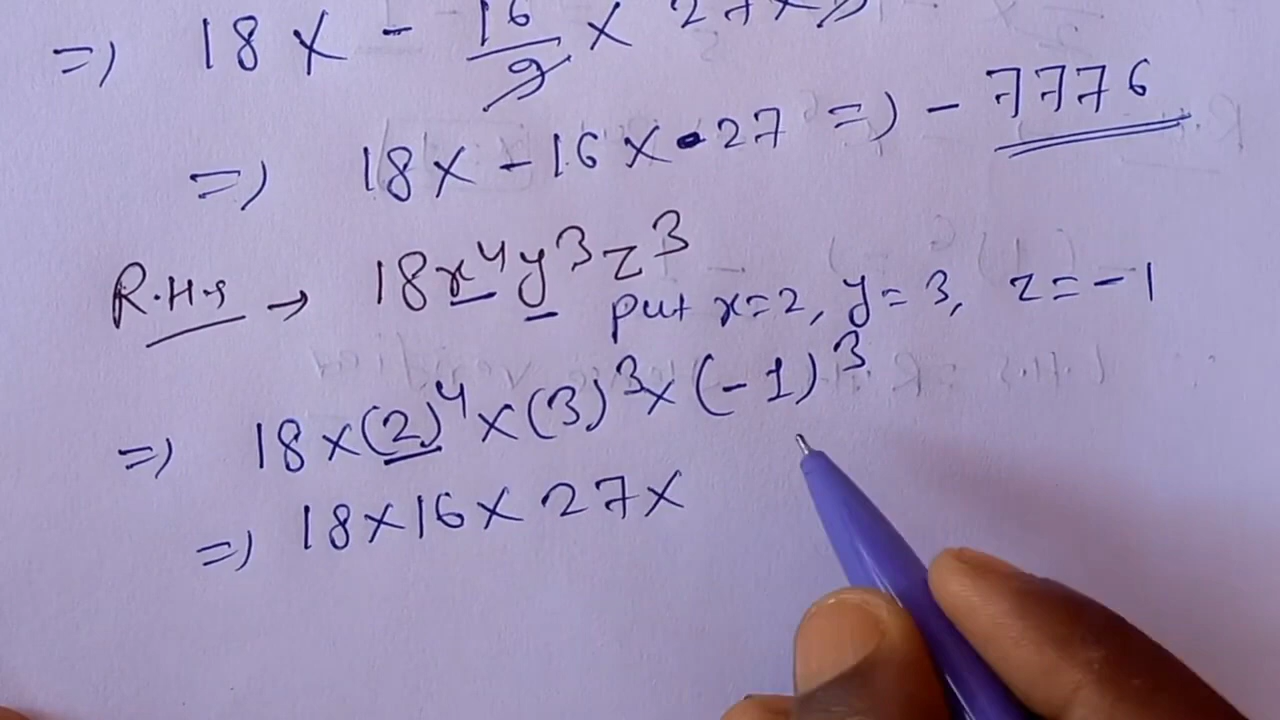 =) 18 x - 16/9 x 27 x 9
=) 18 x - 16 x 27 =) - 7776
R.H.S → 18x⁴y³z³
put x=2, y=3, z=-1
=) 18 x (2)⁴ x (3)³ x (-1)³
=) 18 x 16 x 27 x